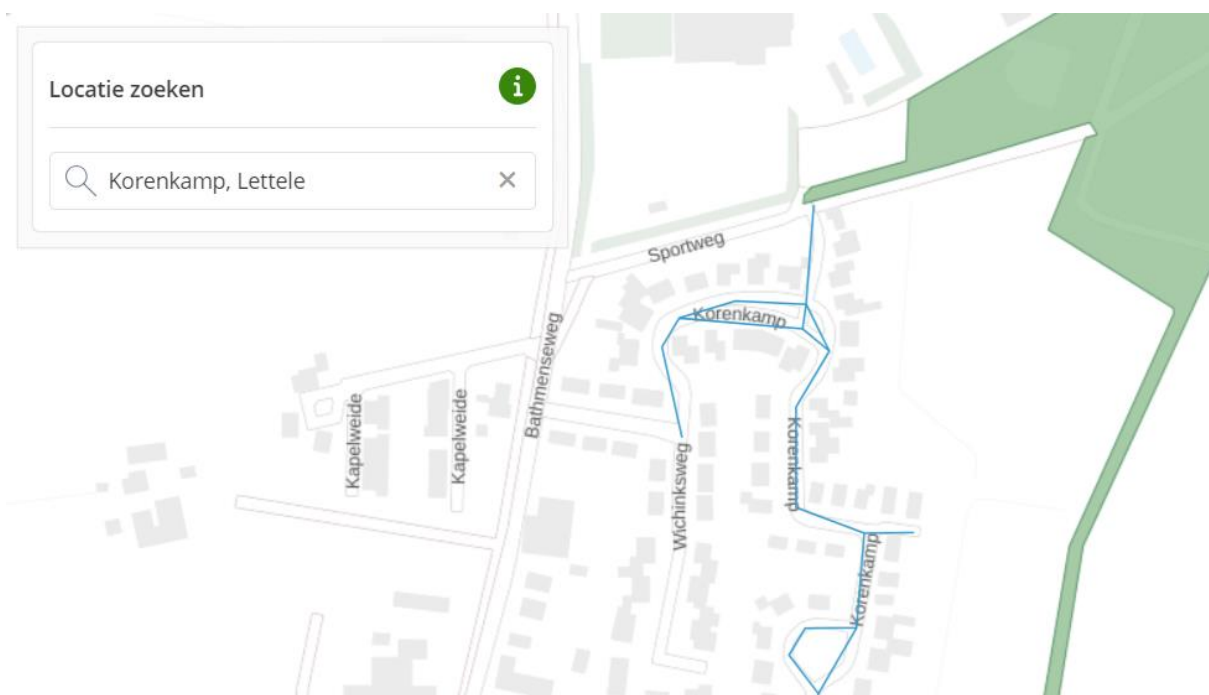 Locatie zoeken
i
Korenkamp, Lettele
Sportweg
Korenkamp
Bathmenseweg
Kapelweide
Kapelweide
Korenkamp
Wichinksweg
Korenkamp